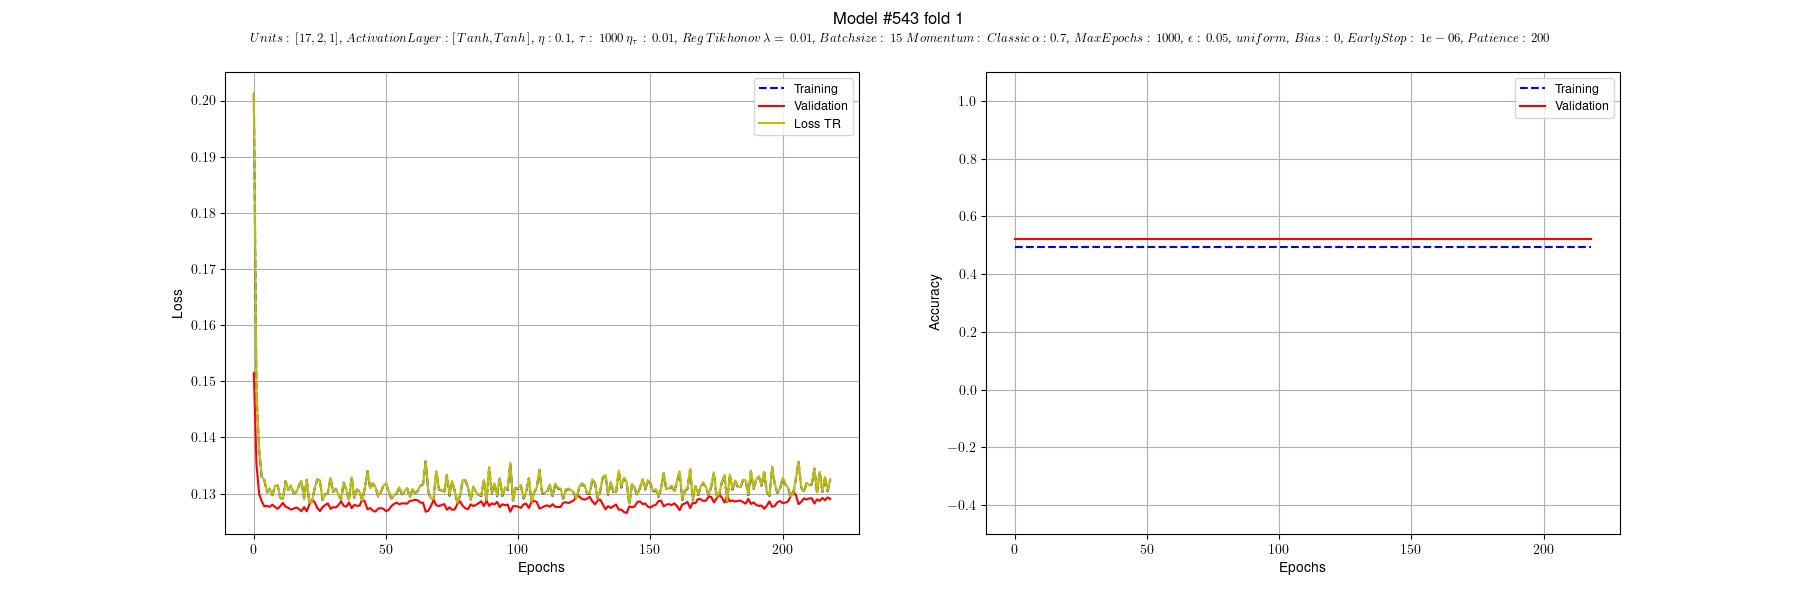 Model #543 fold 1
Units : [17, 2, 1], ActivationLayer : [Tanh, Tanh], η : 0.1, τ : 1000 η_τ : 0.01, Reg Tikhonov λ = 0.01, Batchsize : 15 Momentum : Classic α : 0.7, MaxEpochs : 1000, ϵ : 0.05, uniform, Bias : 0, EarlyStop : 1e − 06, Patience : 200
0.20
0.19
0.18
0.17
0.16
0.15
0.14
0.13
Loss
Training
Validation
Loss TR
0
50
100
150
200
Epochs
1.0
0.8
0.6
0.4
0.2
0.0
−0.2
−0.4
Accuracy
Training
Validation
0
50
100
150
200
Epochs